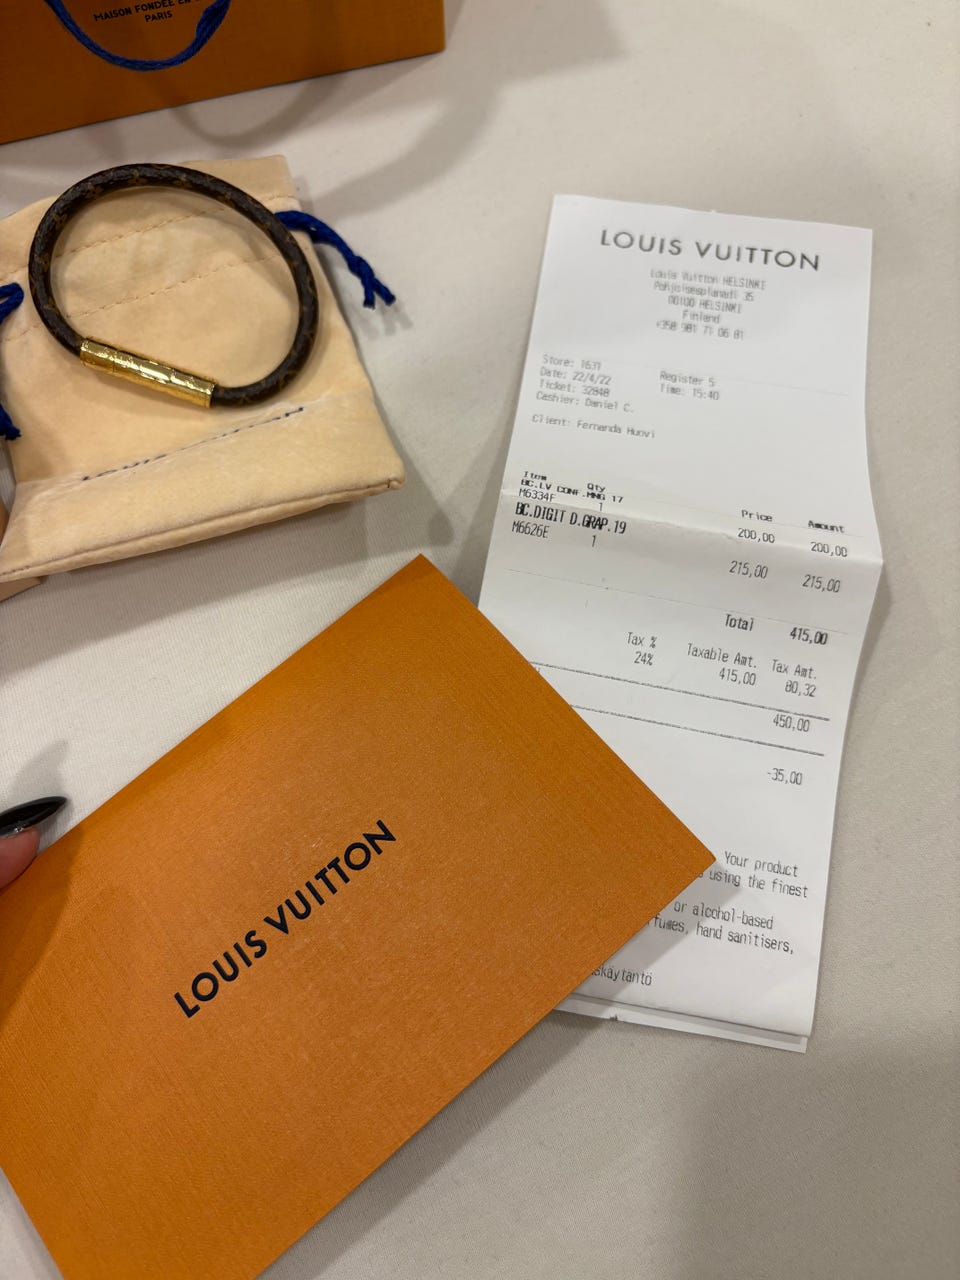 MAISON FONDÉE EN
PARIS
LOUIS VUITTON
Louis Vuitton HELSINKI
Pohjoisesplanadi 35
00100 HELSINKI
Finland
+358 981 71 06 81
Store: 1631
Date: 22/4/22 Register 5
Ticket: 32848 Time: 15:40
Cashier: Daniel C.
Client: Fernanda Huovi
Item Qty Price Amount
BC.LV CONF.MNG 17
M6334F 1 200,00 200,00
BC.DIGIT D.GRAP.19
M6626E 1 215,00 215,00
Total 415,00
Tax % Taxable Amt. Tax Amt.
24% 415,00 80,32
450,00
-35,00
Your product
using the finest
or alcohol-based
hand sanitisers,
LOUIS VUITTON